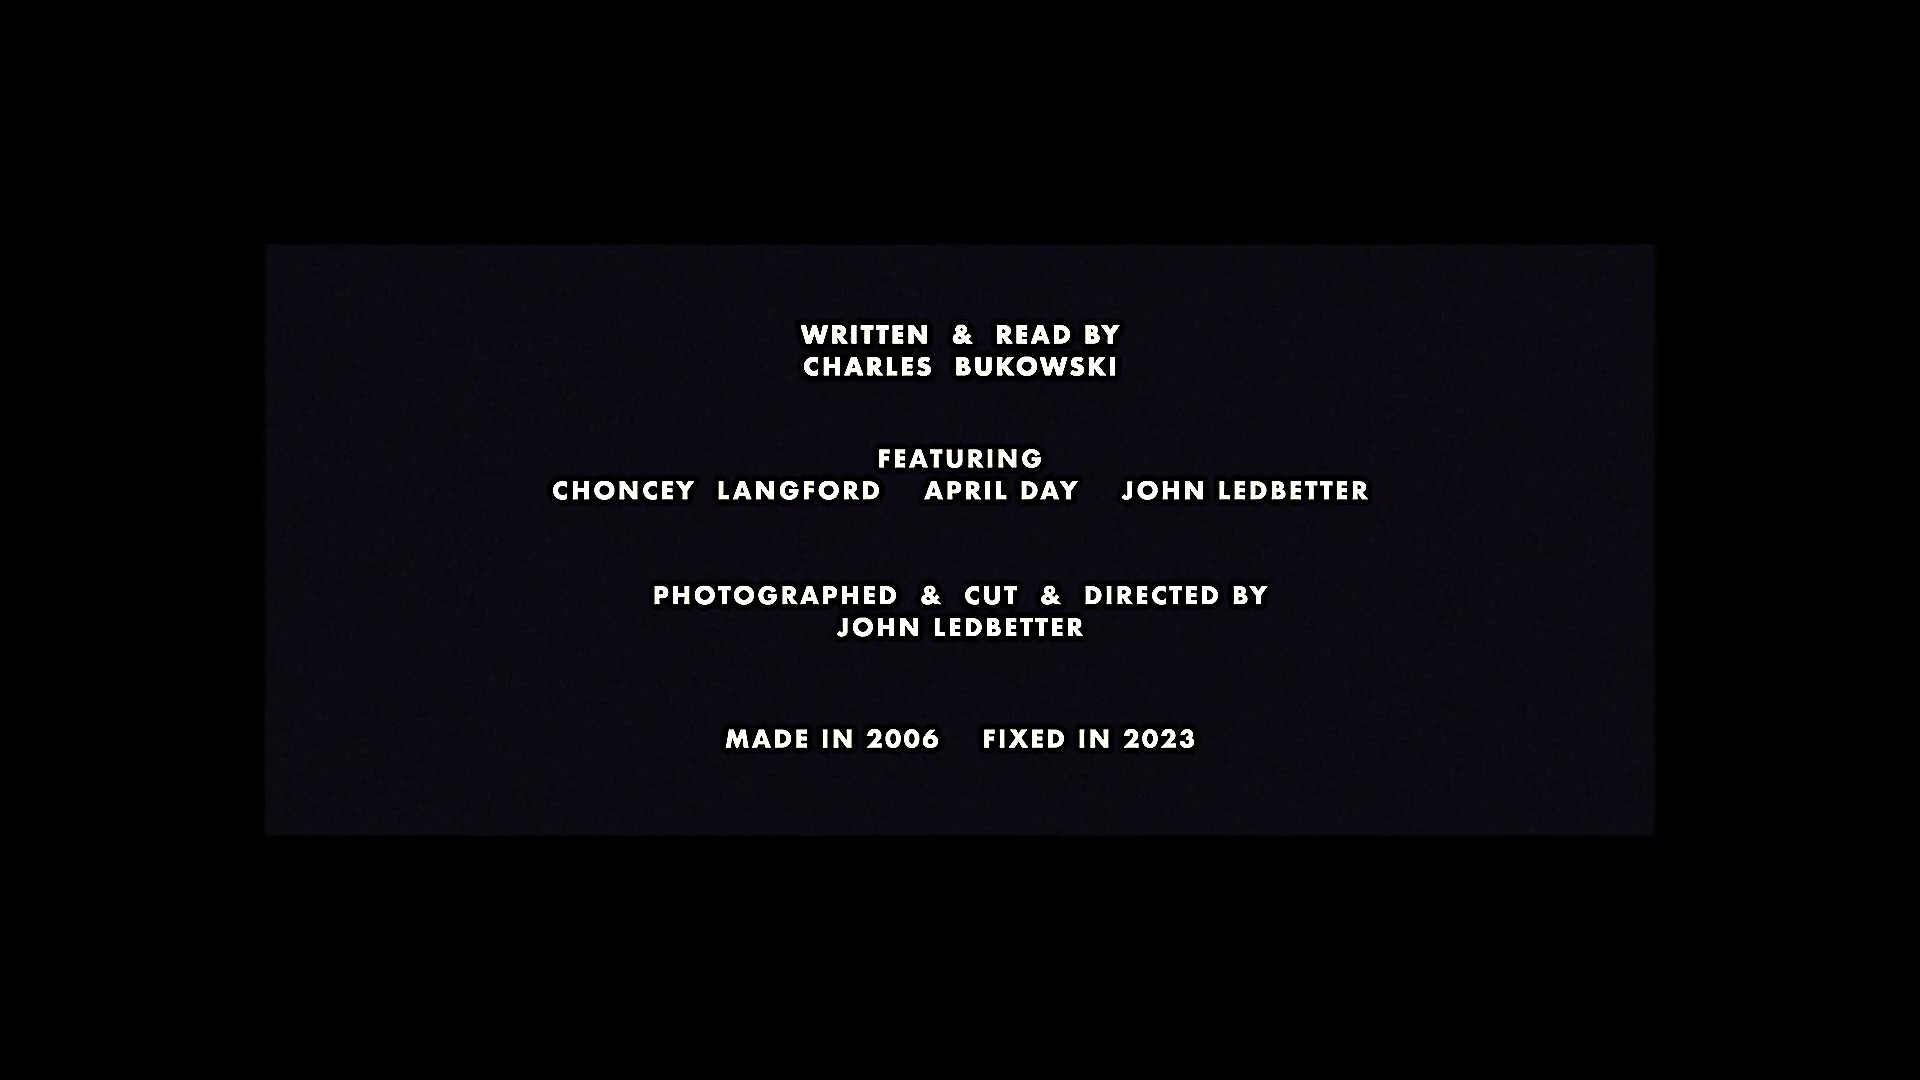 WRITTEN & READ BY
CHARLES BUKOWSKI
FEATURING
CHONCEY LANGFORD APRIL DAY JOHN LEDBETTER
PHOTOGRAPHED & CUT & DIRECTED BY
JOHN LEDBETTER
MADE IN 2006 FIXED IN 2023